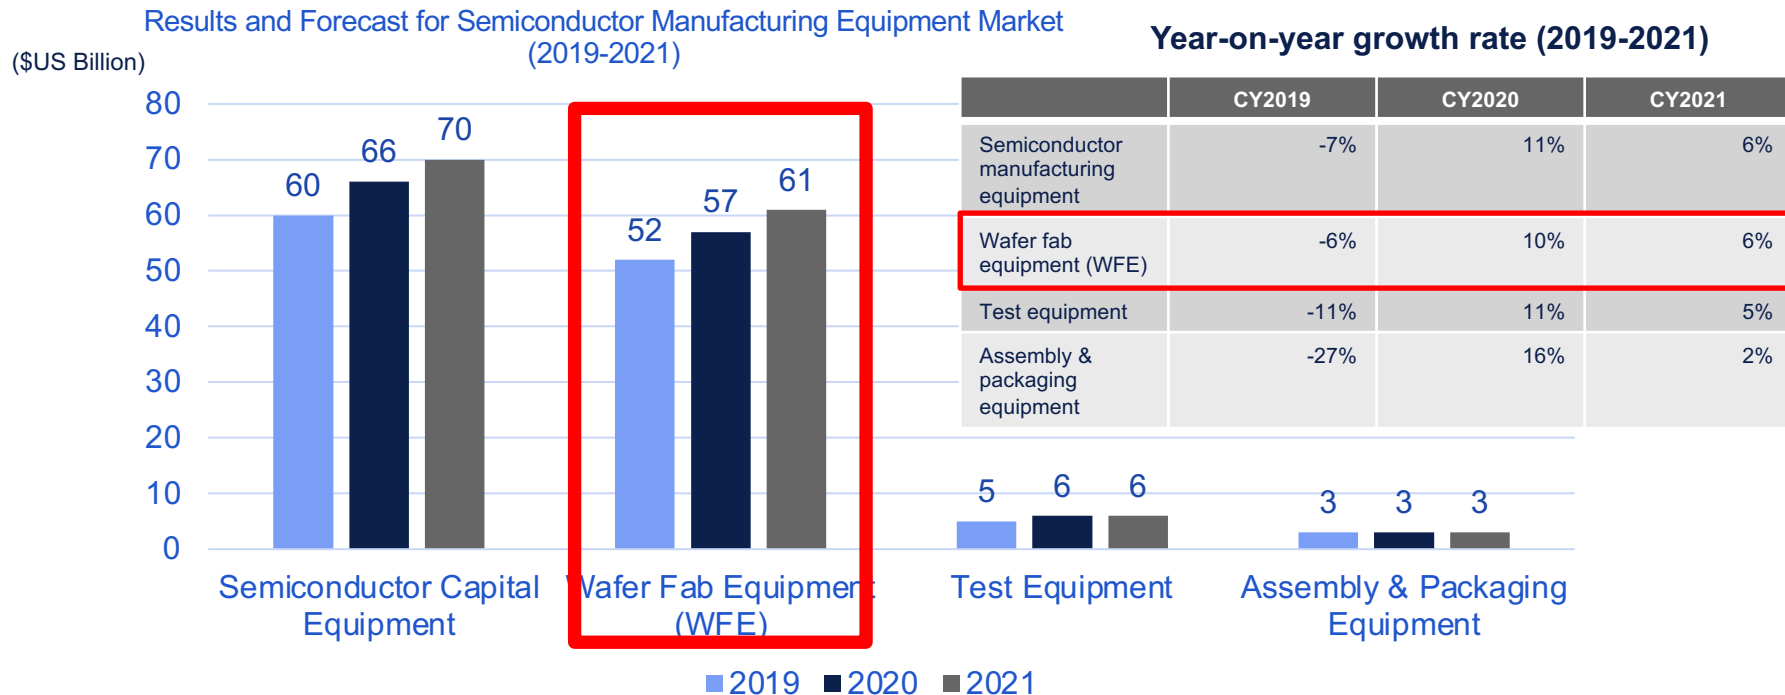 Results and Forecast for Semiconductor Manufacturing Equipment Market
(2019-2021)
($US Billion)
80
70
60
50
40
30
20
10
0
60
66
70
52
57
61
5
6
6
3
3
3
Semiconductor Capital
Equipment
Wafer Fab Equipment
(WFE)
Test Equipment
Assembly & Packaging
Equipment
2019 2020 2021
Year-on-year growth rate (2019-2021)
CY2019 CY2020 CY2021
Semiconductor
manufacturing
equipment
-7% 11% 6%
Wafer fab
equipment (WFE)
-6% 10% 6%
Test equipment -11% 11% 5%
Assembly &
packaging
equipment
-27% 16% 2%